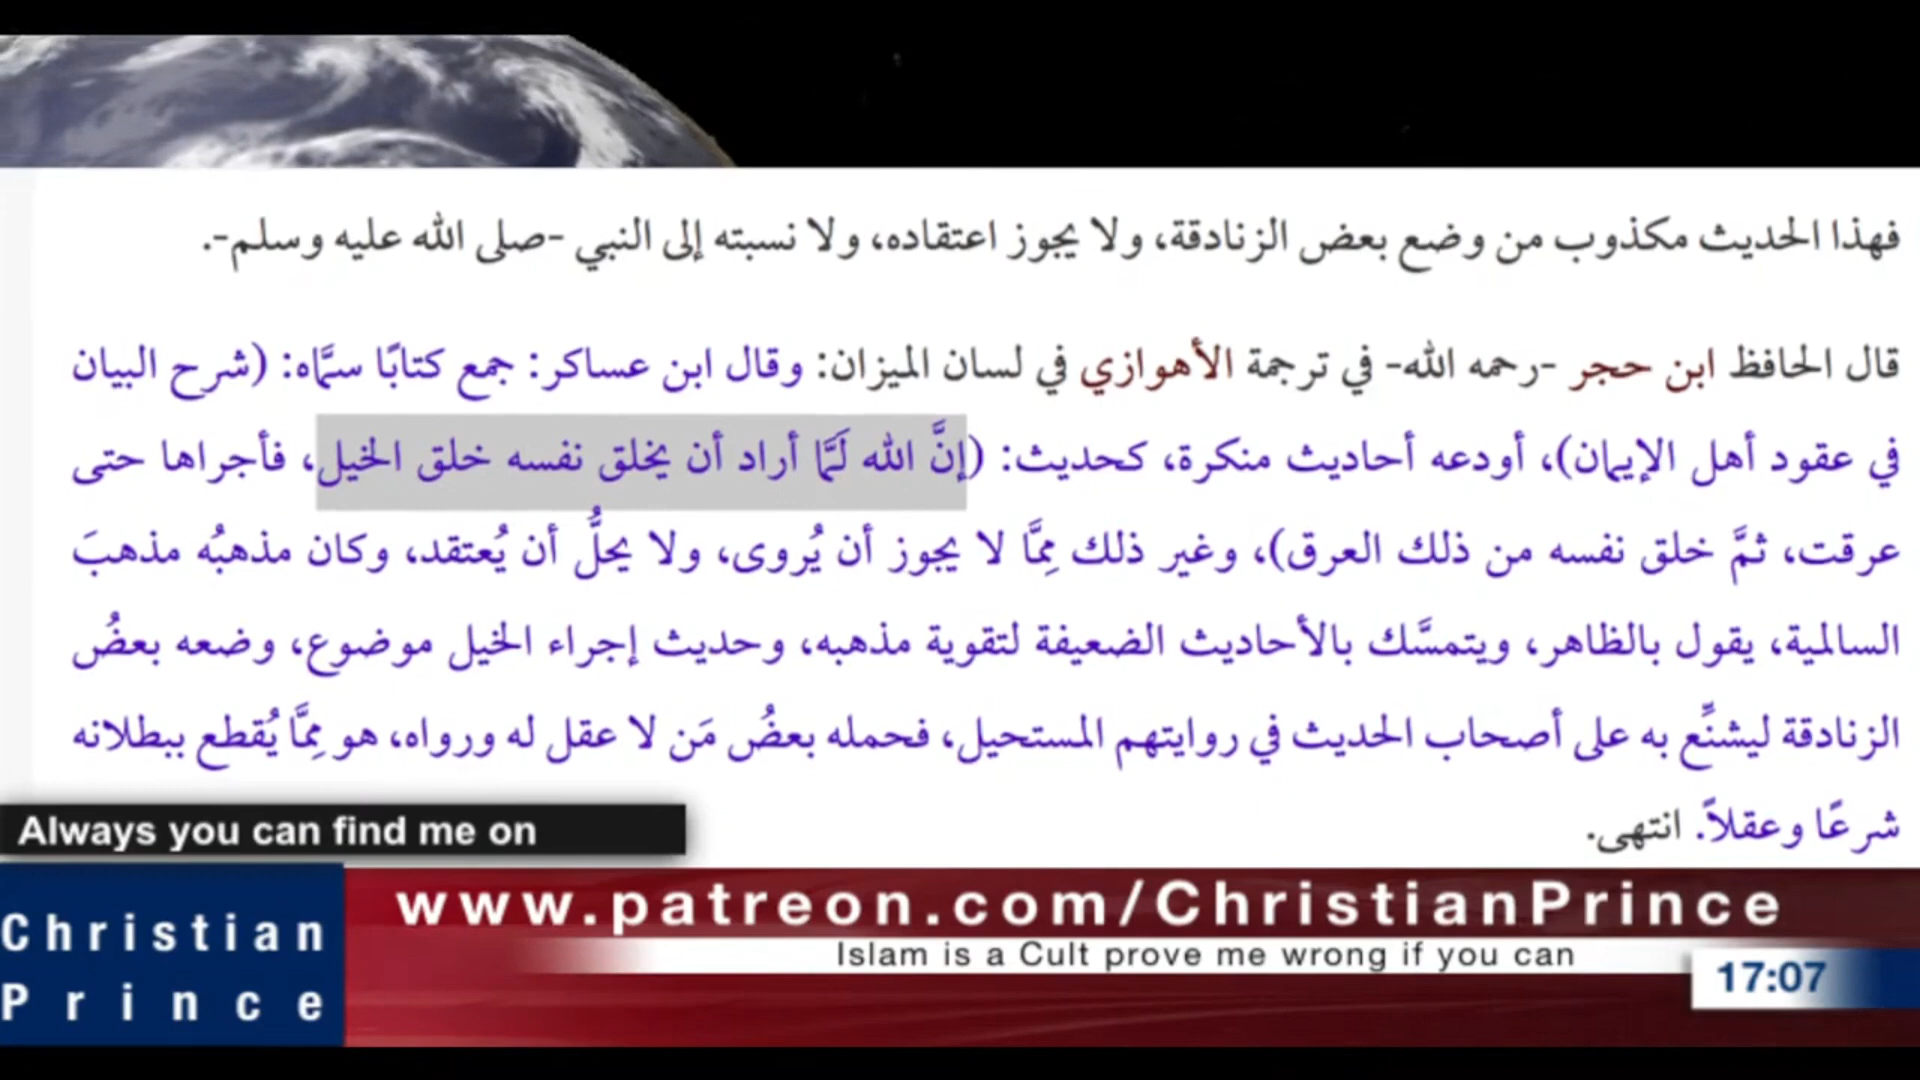 فهذا الحديث مكذوب من وضع بعض الزنادقة، ولا يجوز اعتقاده، ولا نسبته إلى النبي -صلى الله عليه وسلم-.
قال الحافظ ابن حجر -رحمه الله- في ترجمة الأهوازي في لسان الميزان: وقال ابن عساكر: جمع كتابًا سمَّاه: (شرح البيان
في عقود أهل الإيمان)، أودعه أحاديث منكرة، كحديث: (إنَّ الله لَمَّا أراد أن يخلق نفسه خلق الخيل، فأجراها حتى
عرقت، ثمَّ خلق نفسه من ذلك العرق)، وغير ذلك مِمَّا لا يجوز أن يُروى، ولا يحلُّ أن يُعتقد، وكان مذهبُه مذهبَ
السالمية، يقول بالظاهر، ويتمسَّك بالأحاديث الضعيفة لتقوية مذهبه، وحديث إجراء الخيل موضوع، وضعه بعضُ
الزنادقة ليشنِّع به على أصحاب الحديث في روايتهم المستحيل، فحمله بعضُ مَن لا عقل له ورواه، هو مِمَّا يُقطع ببطلانه
شرعًا وعقلاً. انتهى.
Always you can find me on
www.patreon.com/ChristianPrince
Islam is a Cult prove me wrong if you can
Christian
Prince
17:07